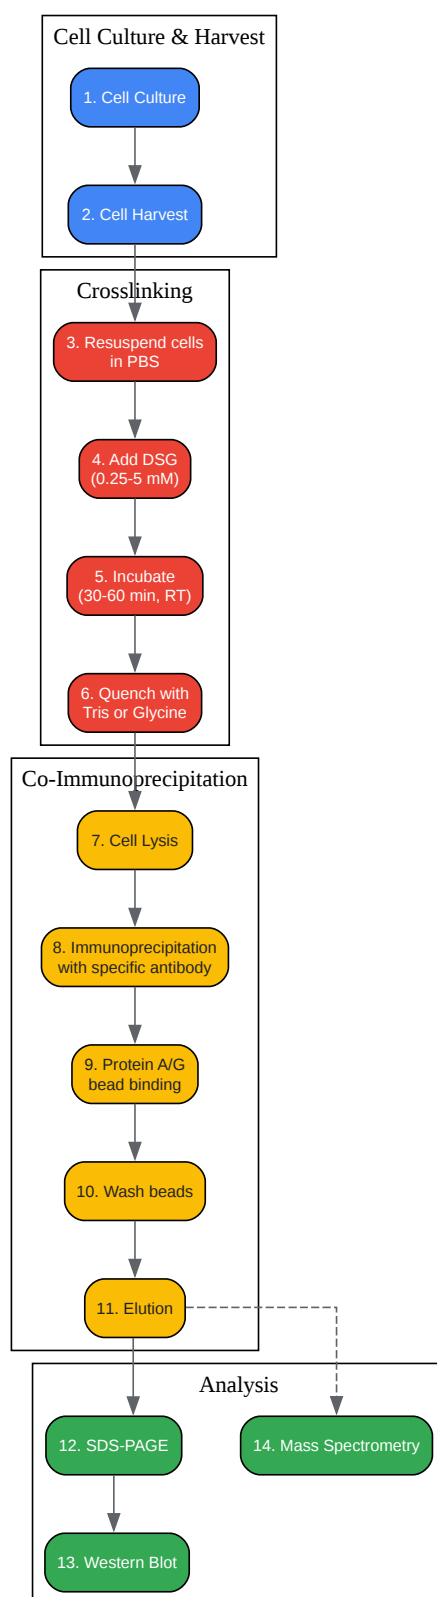 Cell Culture & Harvest
1. Cell Culture
2. Cell Harvest
Crosslinking
3. Resuspend cells
in PBS
4. Add DSG
(0.25-5 mM)
5. Incubate
(30-60 min, RT)
6. Quench with
Tris or Glycine
Co-Immunoprecipitation
7. Cell Lysis
8. Immunoprecipitation
with specific antibody
9. Protein A/G
bead binding
10. Wash beads
11. Elution
Analysis
12. SDS-PAGE
14. Mass Spectrometry
13. Western Blot